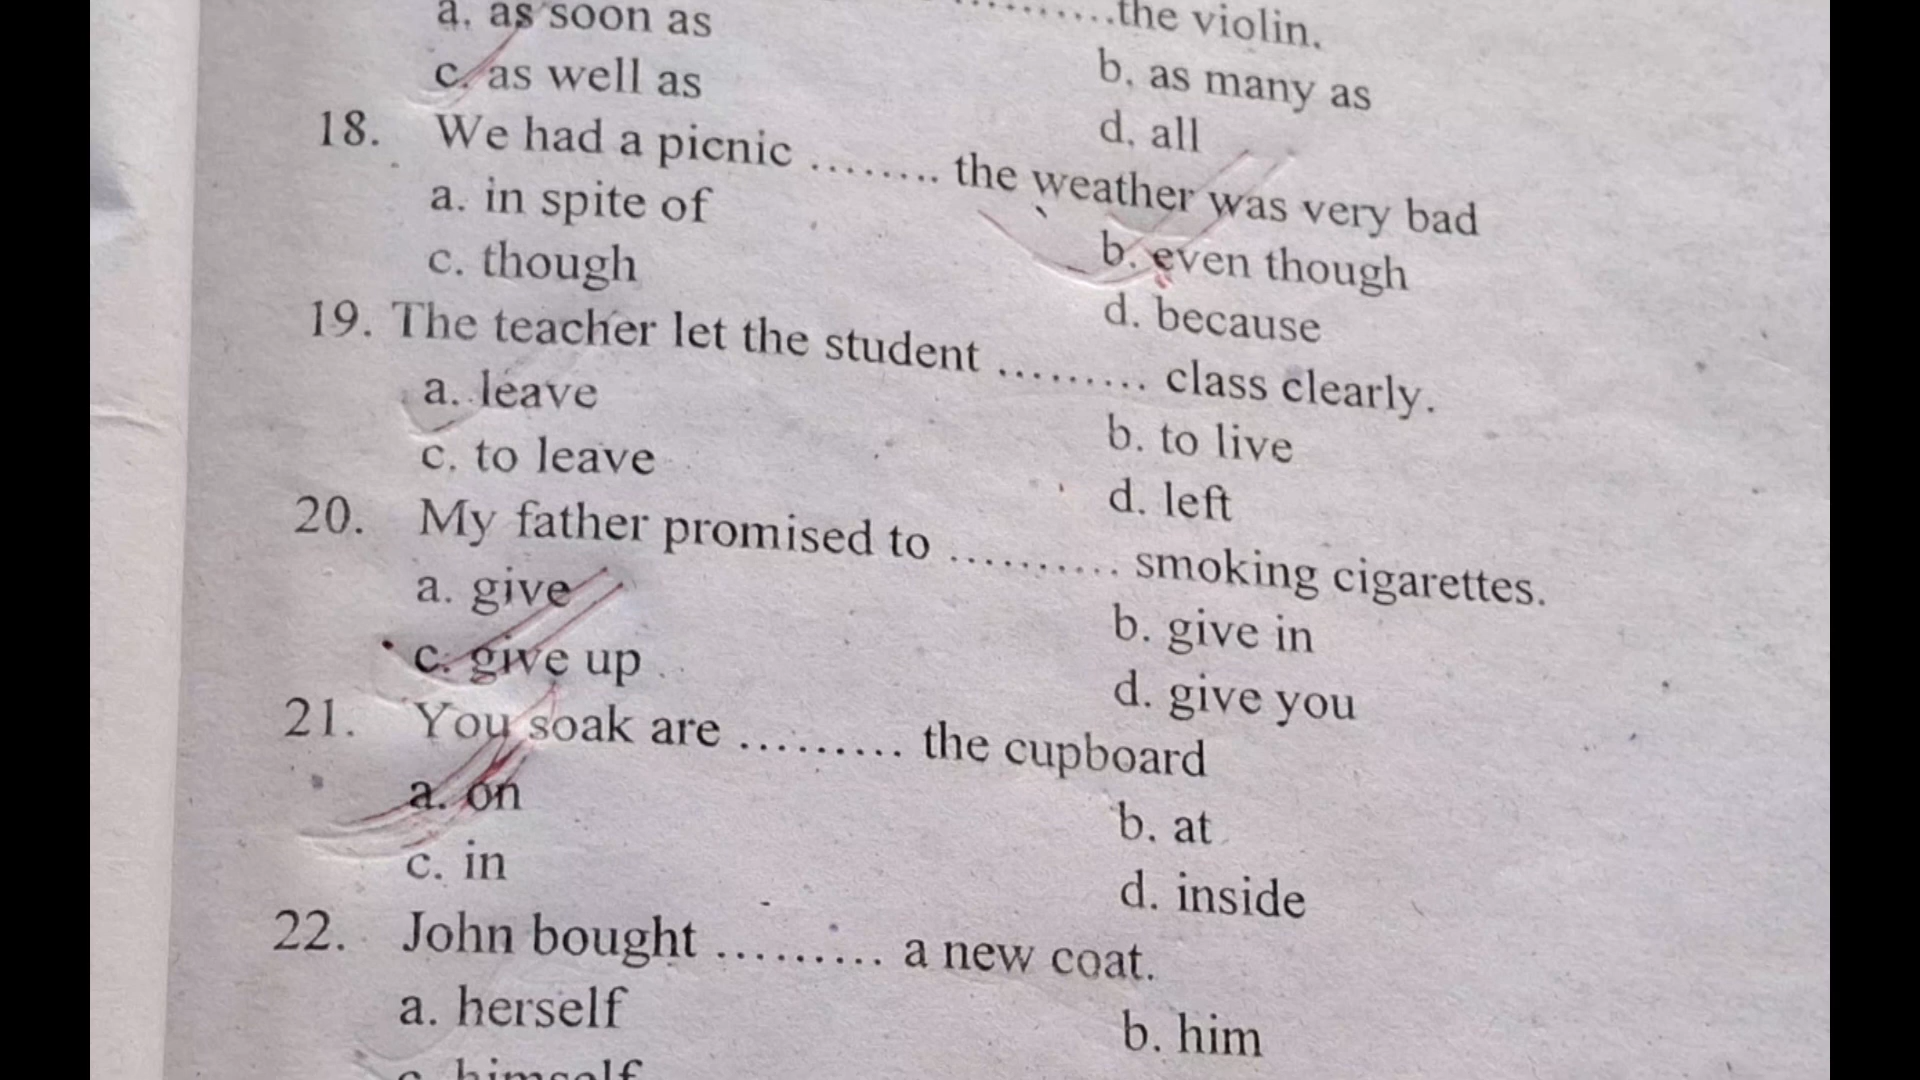 ..........the violin.
a. as soon as
b. as many as
c. as well as
d. all
18. We had a picnic ........ the weather was very bad
a. in spite of
b. even though
c. though
d. because
19. The teacher let the student ......... class clearly.
a. leave
b. to live
c. to leave
d. left
20. My father promised to .......... smoking cigarettes.
a. give
b. give in
c. give up
d. give you
21. You soak are ......... the cupboard
a. on
b. at
c. in
d. inside
22. John bought ......... a new coat.
a. herself
b. him
c. himself